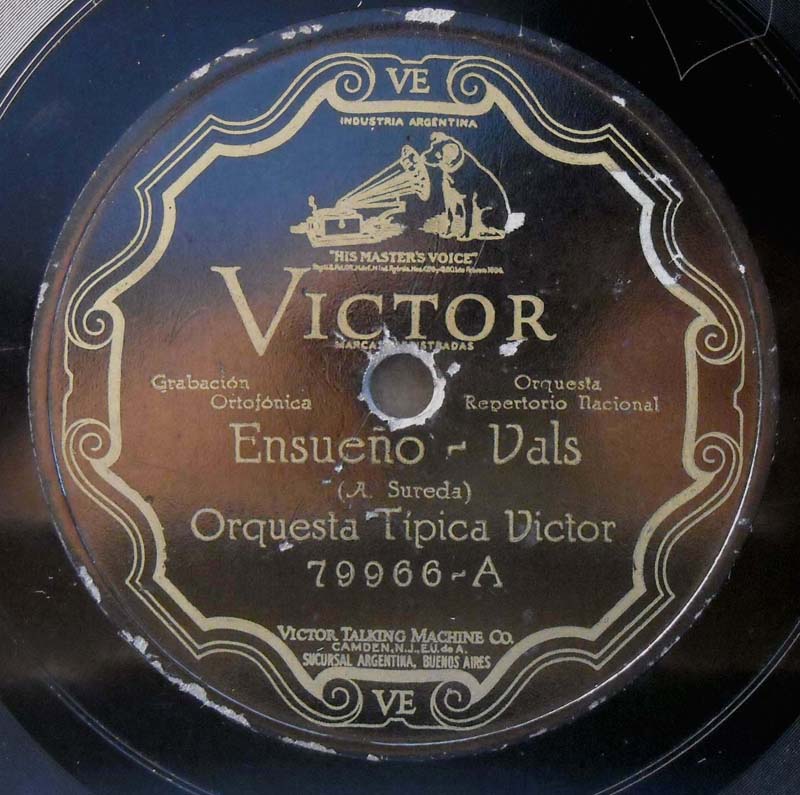 VE
INDUSTRIA ARGENTINA
"HIS MASTER'S VOICE"
VICTOR
Grabación
Ortofónica
Orquesta
Repertorio Nacional
Ensueño - Vals
(A. Sureda)
Orquesta Típica Victor
79966-A
VICTOR TALKING MACHINE CO.
CAMDEN, N.J., E.U. de A.
SUCURSAL ARGENTINA, BUENOS AIRES
VE